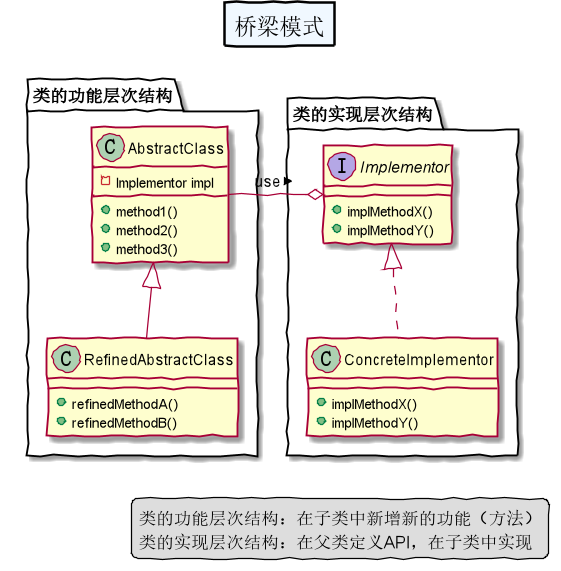 桥梁模式
类的功能层次结构
C AbstractClass
Implementor impl
method1()
method2()
method3()
use
类的实现层次结构
I Implementor
implMethodX()
implMethodY()
C RefinedAbstractClass
refinedMethodA()
refinedMethodB()
C ConcreteImplementor
implMethodX()
implMethodY()
类的功能层次结构：在子类中新增新的功能（方法）
类的实现层次结构：在父类定义API，在子类中实现